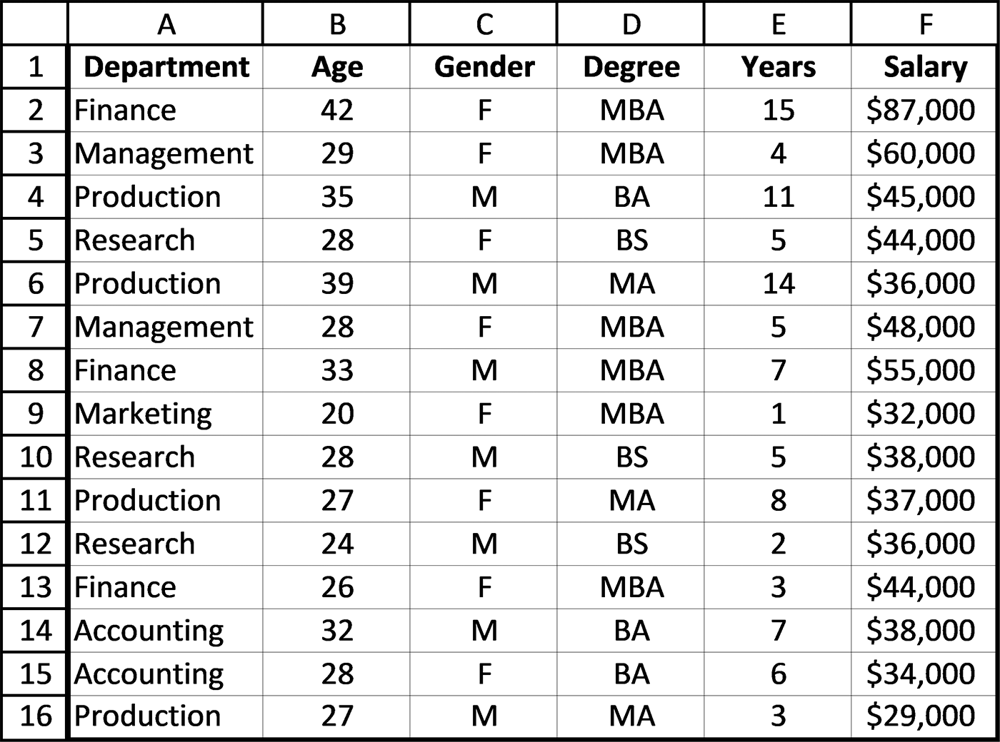 A B C D E F
1 Department Age Gender Degree Years Salary
2 Finance 42 F MBA 15 $87,000
3 Management 29 F MBA 4 $60,000
4 Production 35 M BA 11 $45,000
5 Research 28 F BS 5 $44,000
6 Production 39 M MA 14 $36,000
7 Management 28 F MBA 5 $48,000
8 Finance 33 M MBA 7 $55,000
9 Marketing 20 F MBA 1 $32,000
10 Research 28 M BS 5 $38,000
11 Production 27 F MA 8 $37,000
12 Research 24 M BS 2 $36,000
13 Finance 26 F MBA 3 $44,000
14 Accounting 32 M BA 7 $38,000
15 Accounting 28 F BA 6 $34,000
16 Production 27 M MA 3 $29,000